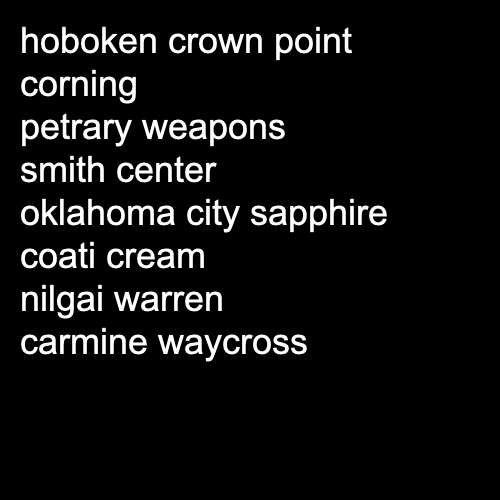 hoboken crown point
corning
petrary weapons
smith center
oklahoma city sapphire
coati cream
nilgai warren
carmine waycross